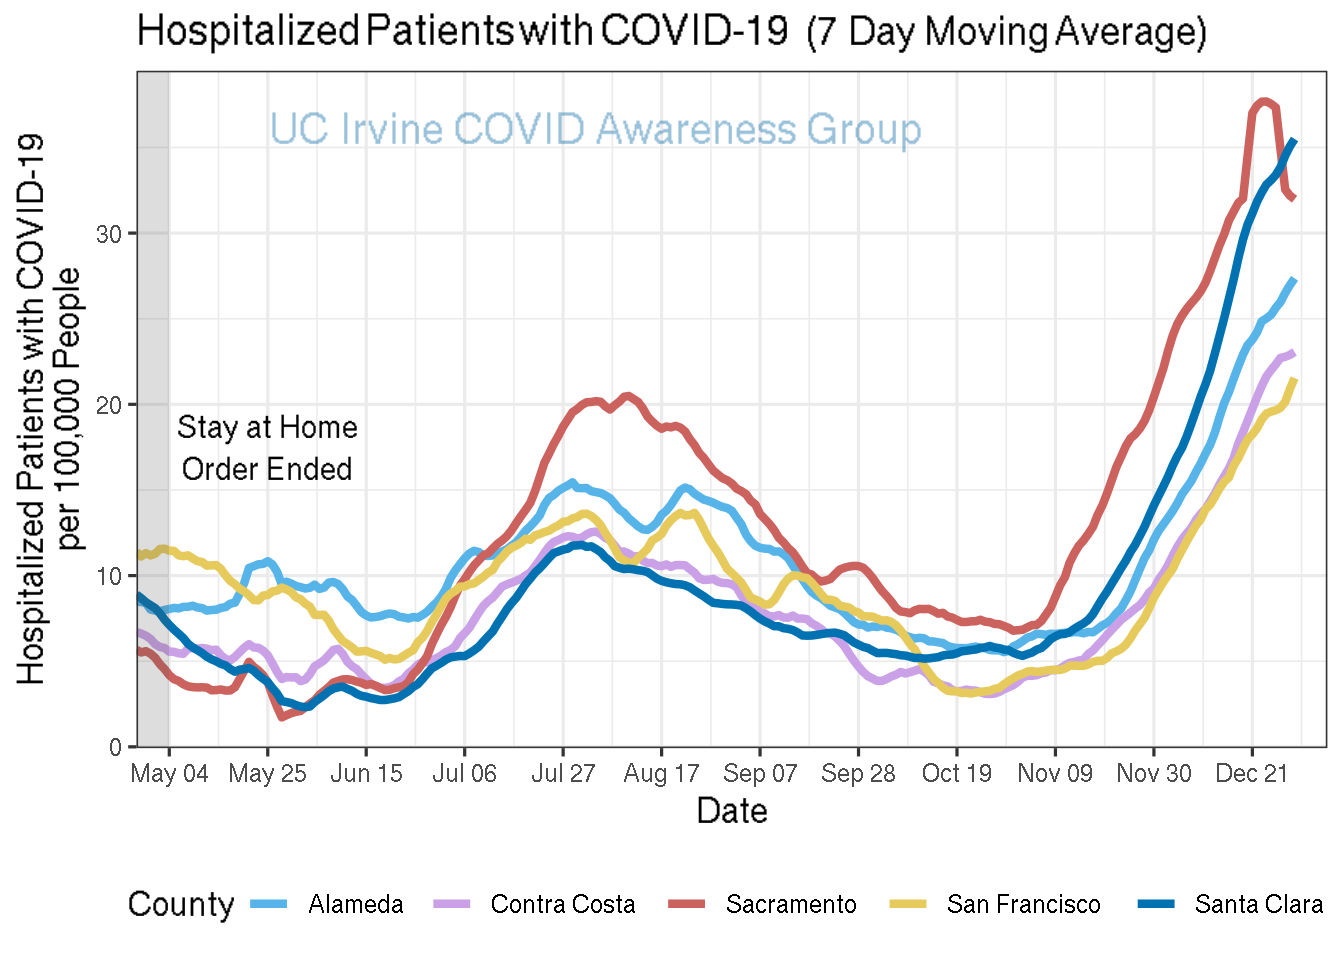 Hospitalized Patients with COVID-19 (7 Day Moving Average)
UC Irvine COVID Awareness Group
Hospitalized Patients with COVID-19
per 100,000 People
30
20
10
0
Stay at Home
Order Ended
May 04 May 25 Jun 15 Jul 06 Jul 27 Aug 17 Sep 07 Sep 28 Oct 19 Nov 09 Nov 30 Dec 21
Date
County Alameda Contra Costa Sacramento San Francisco Santa Clara